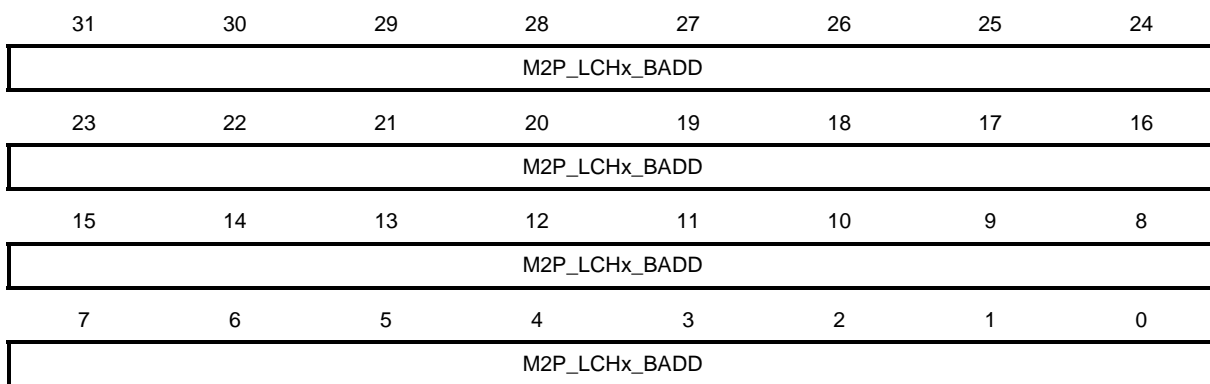 31 30 29 28 27 26 25 24
M2P_LCHx_BADD
23 22 21 20 19 18 17 16
M2P_LCHx_BADD
15 14 13 12 11 10 9 8
M2P_LCHx_BADD
7 6 5 4 3 2 1 0
M2P_LCHx_BADD